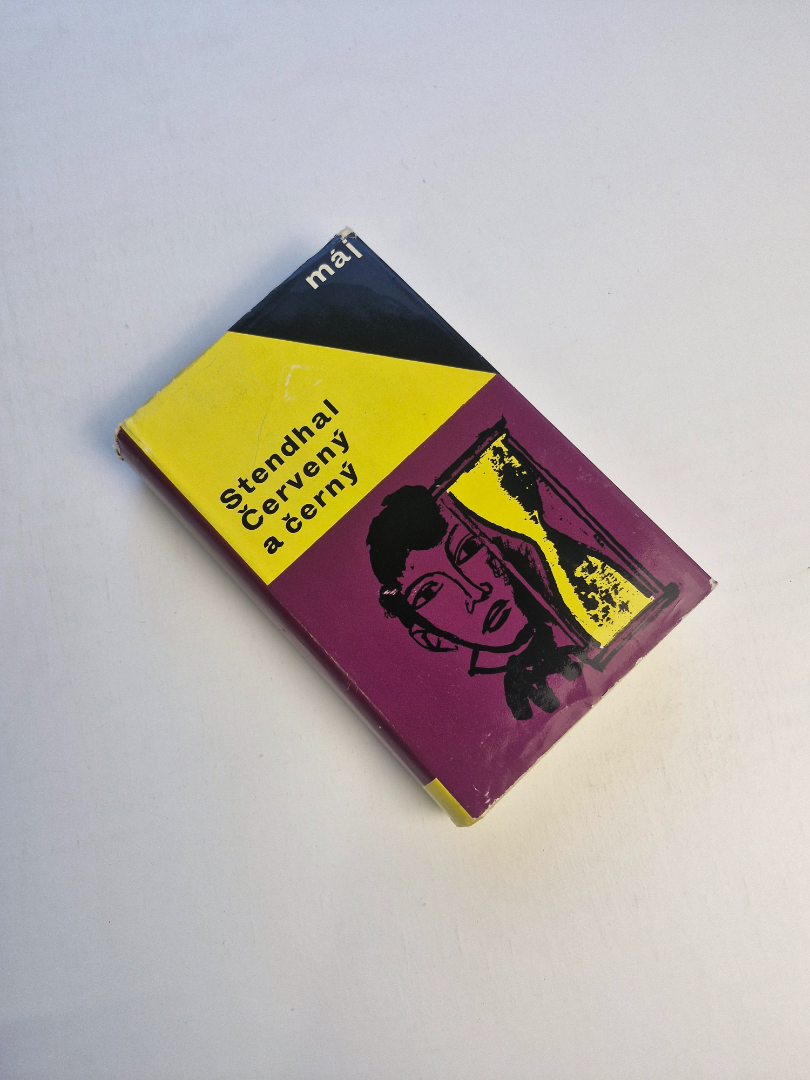 máj
Stendhal
Červený
a černý